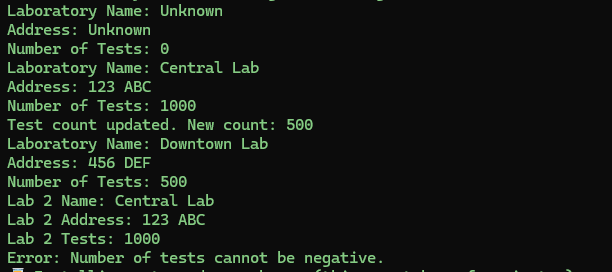 Laboratory Name: Unknown
Address: Unknown
Number of Tests: 0
Laboratory Name: Central Lab
Address: 123 ABC
Number of Tests: 1000
Test count updated. New count: 500
Laboratory Name: Downtown Lab
Address: 456 DEF
Number of Tests: 500
Lab 2 Name: Central Lab
Lab 2 Address: 123 ABC
Lab 2 Tests: 1000
Error: Number of tests cannot be negative.